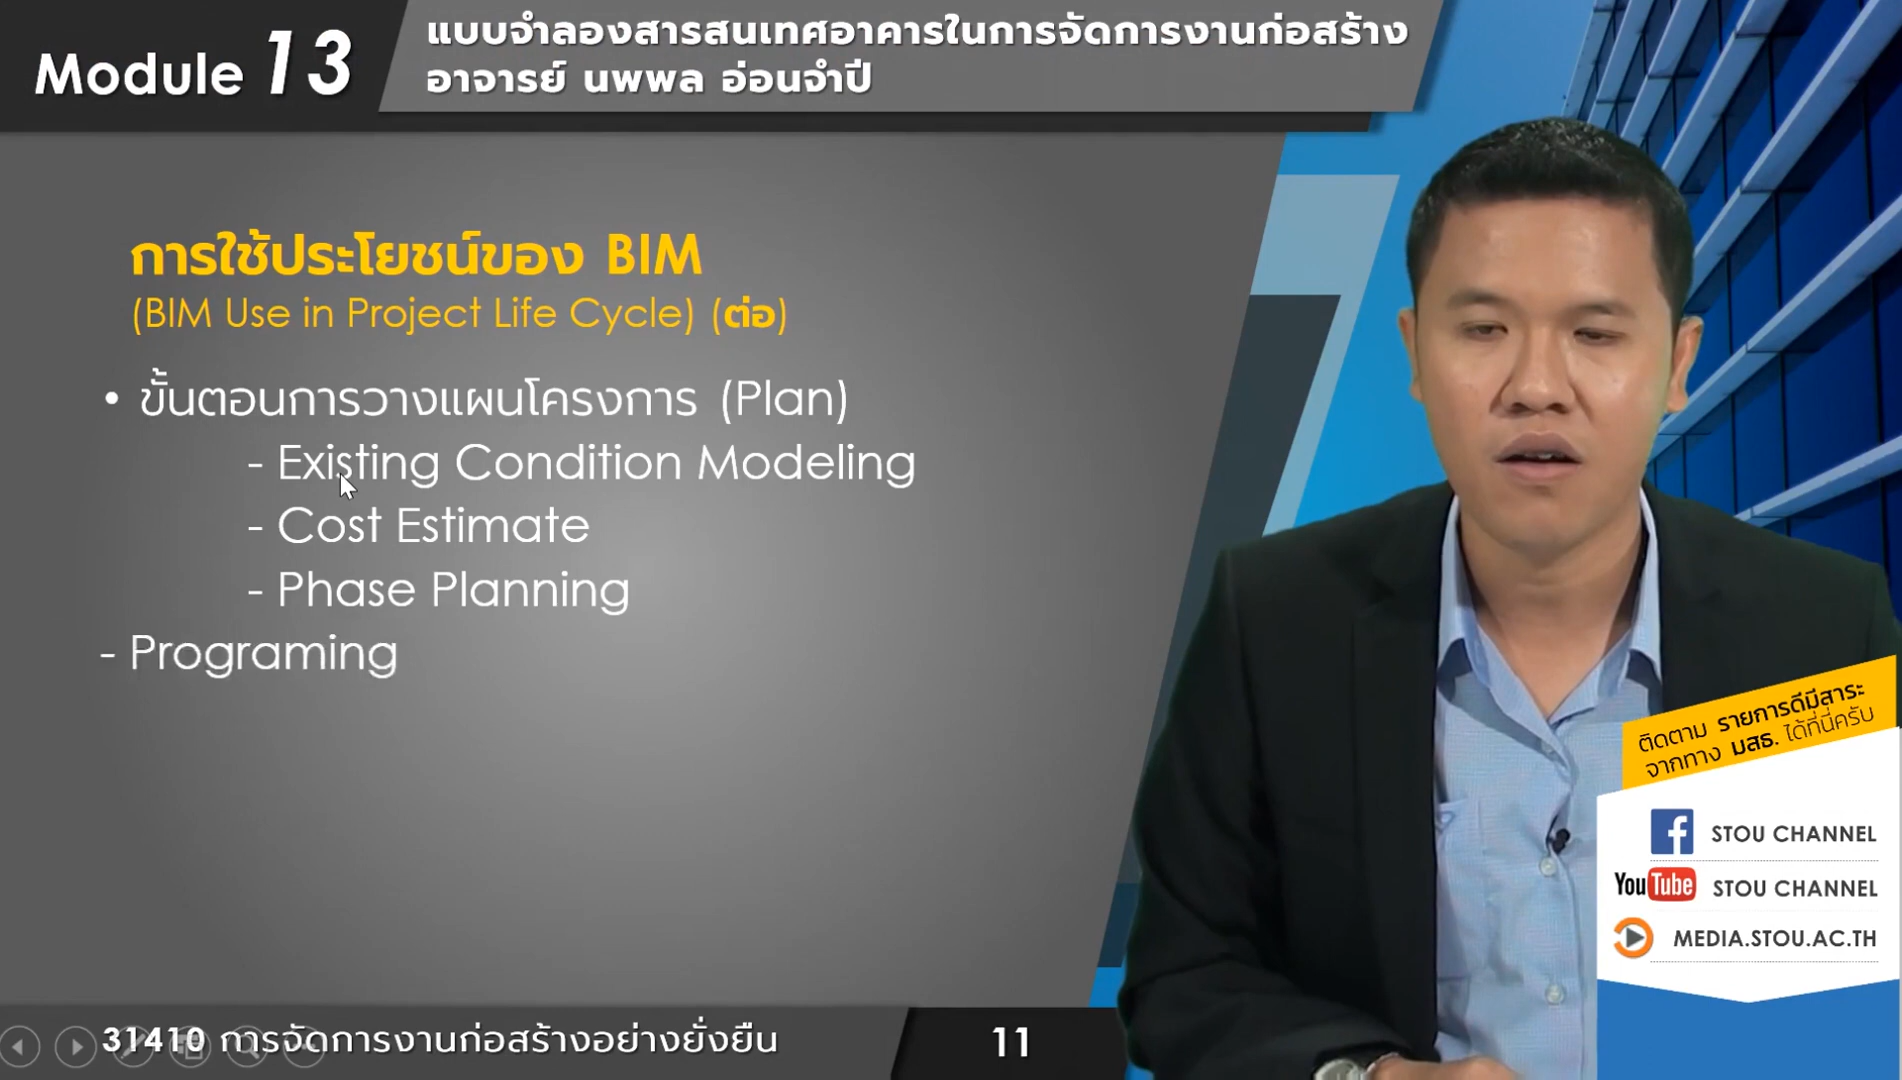 Module 13
แบบจำลองสารสนเทศอาคารในการจัดการงานก่อสร้าง
อาจารย์ นพพล อ่อนจำปี
การใช้ประโยชน์ของ BIM
(BIM Use in Project Life Cycle) (ต่อ)
• ขั้นตอนการวางแผนโครงการ (Plan)
- Existing Condition Modeling
- Cost Estimate
- Phase Planning
- Programing
ติดตาม รายการดีมีสาระ
จากทาง มสธ. ได้ที่นี่ครับ
f STOU CHANNEL
YouTube STOU CHANNEL
MEDIA.STOU.AC.TH
31410 การจัดการงานก่อสร้างอย่างยั่งยืน
11